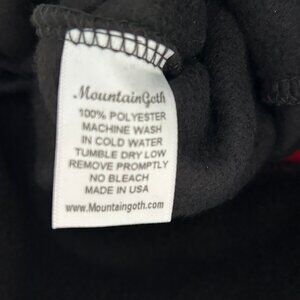 MountainGoth
100% POLYESTER
MACHINE WASH
IN COLD WATER
TUMBLE DRY LOW
REMOVE PROMPTLY
NO BLEACH
MADE IN USA
www.Mountaingoth.com